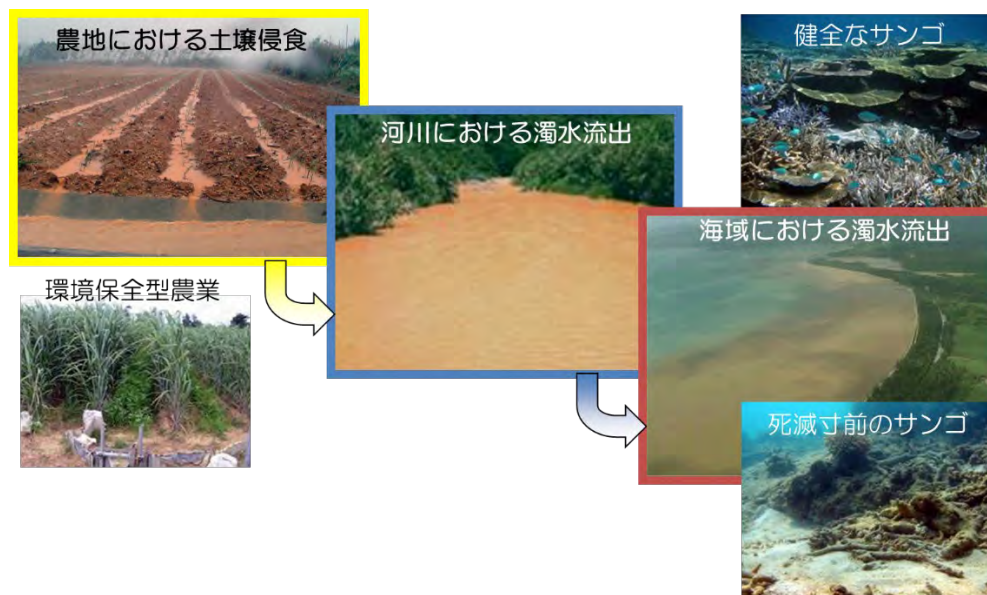 農地における土壌侵食
河川における濁水流出
健全なサンゴ
海域における濁水流出
環境保全型農業
死滅寸前のサンゴ